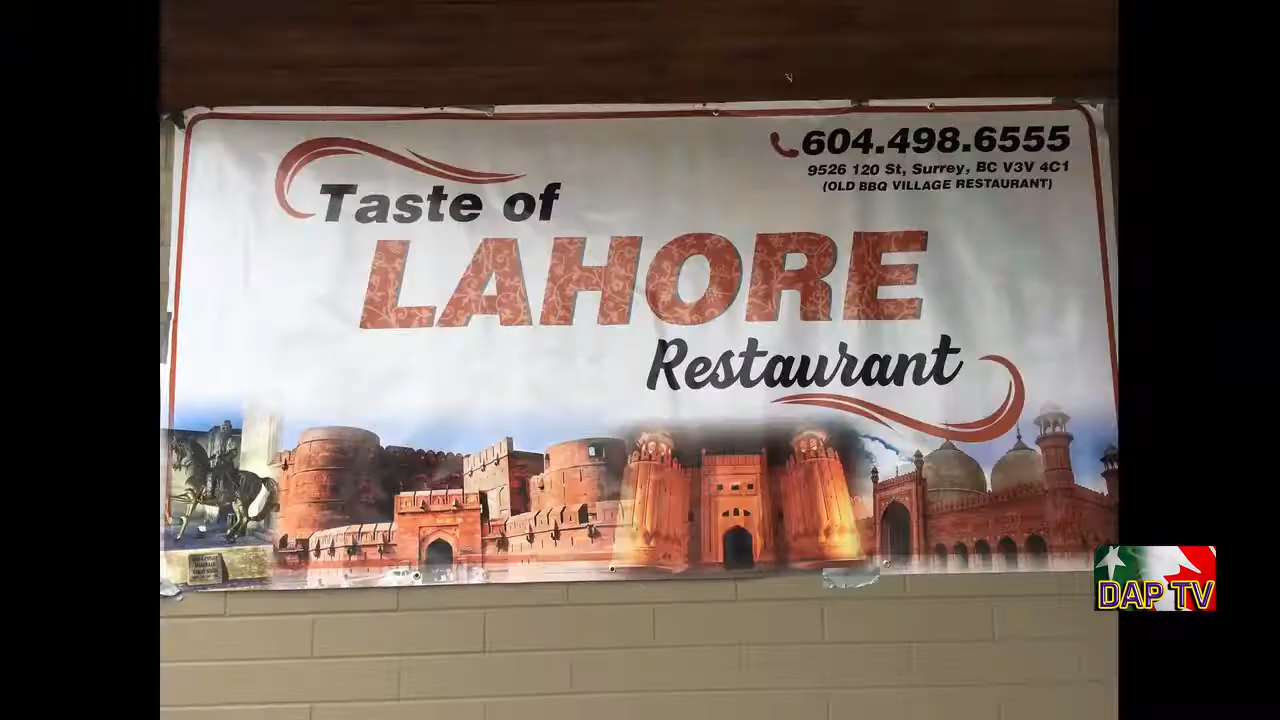 604.498.6555
9526 120 St, Surrey, BC V3V 4C1
(OLD BBQ VILLAGE RESTAURANT)
Taste of
LAHORE
Restaurant
DAP TV